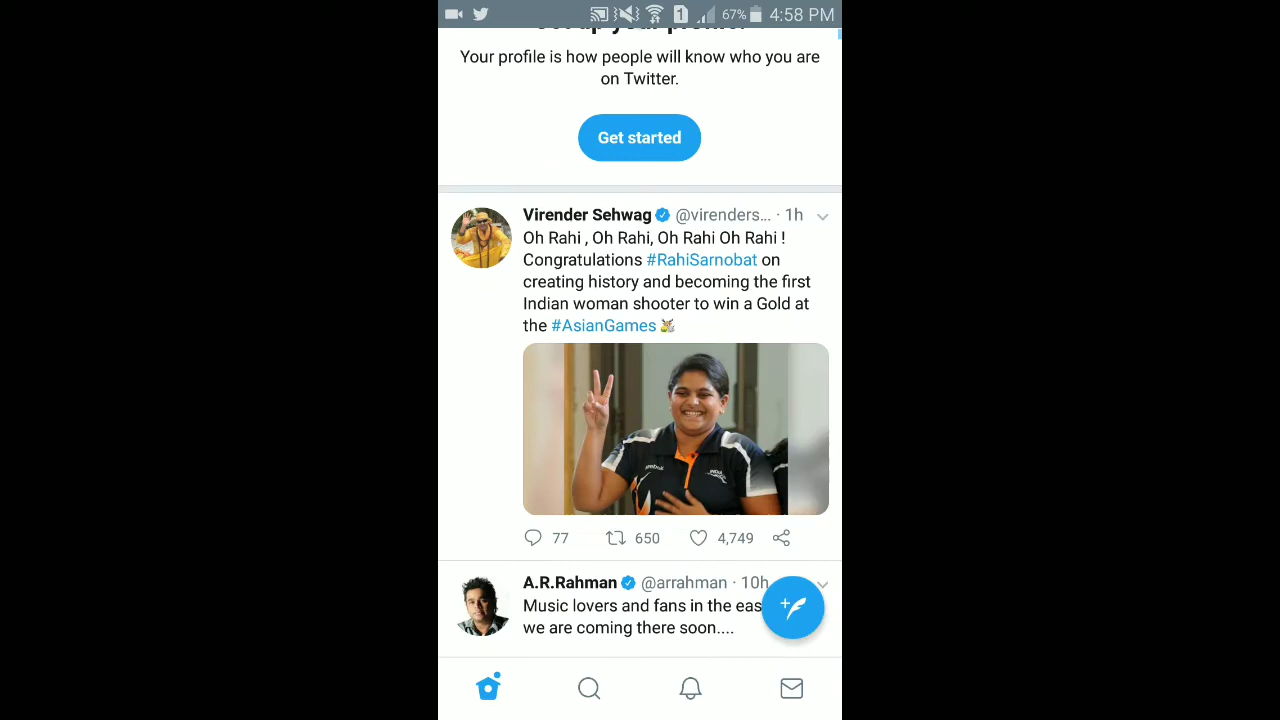 1 67% 4:58 PM
Your profile is how people will know who you are
on Twitter.
Get started
Virender Sehwag @virenders... · 1h
Oh Rahi , Oh Rahi, Oh Rahi Oh Rahi !
Congratulations #RahiSarnobat on
creating history and becoming the first
Indian woman shooter to win a Gold at
the #AsianGames
77 650 4,749
A.R.Rahman @arrahman · 10h
Music lovers and fans in the eas
we are coming there soon....